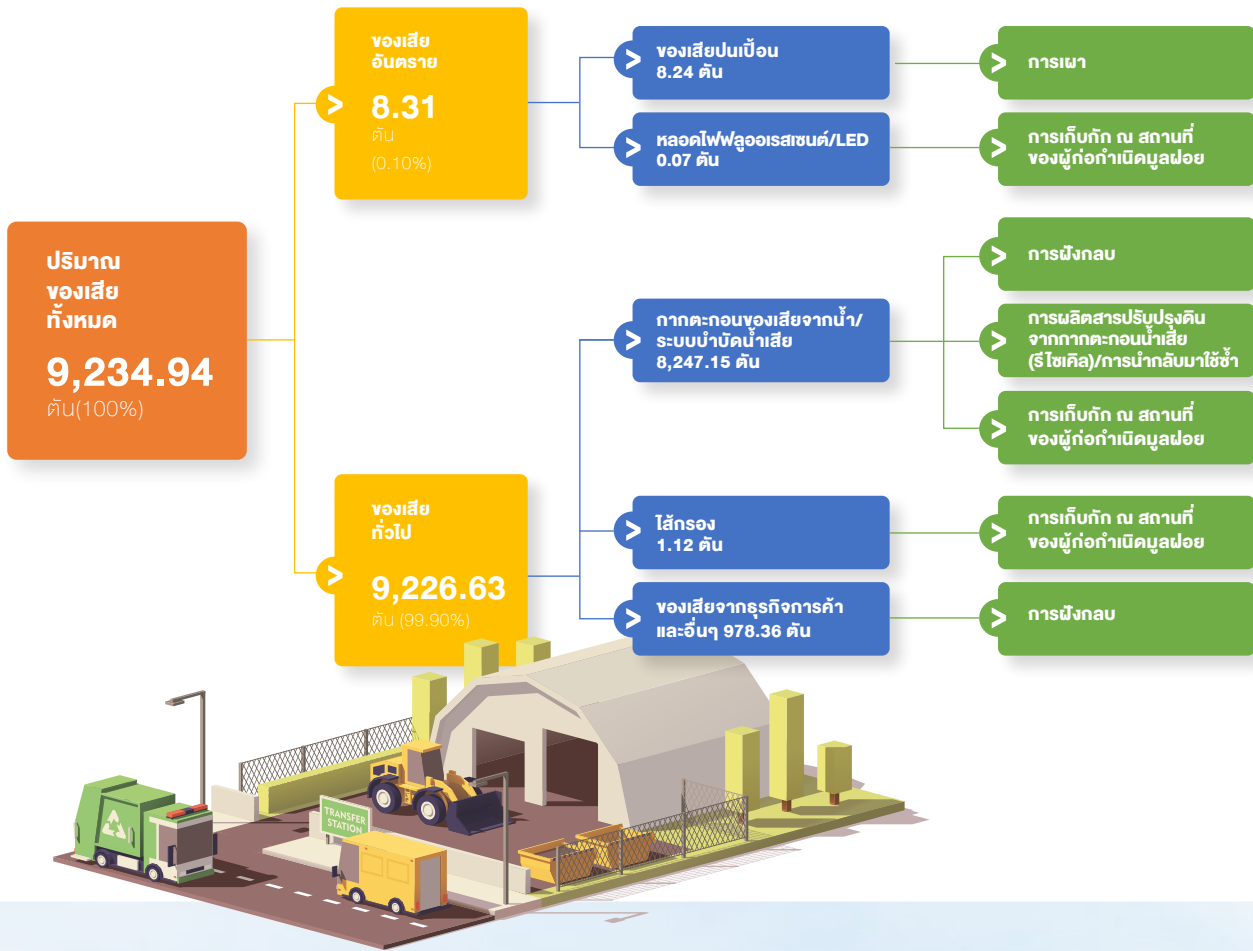 ปริมาณ
ของเสีย
ทั้งหมด
9,234.94
ตัน(100%)
ของเสีย
อันตราย
8.31
ตัน
(0.10%)
ของเสียปนเปื้อน
8.24 ตัน
การเผา
หลอดไฟฟลูออเรสเซนต์/LED
0.07 ตัน
การเก็บกัก ณ สถานที่
ของผู้ก่อกำเนิดมูลฝอย
ของเสีย
ทั่วไป
9,226.63
ตัน (99.90%)
กากตะกอนของเสียจากน้ำ/
ระบบบำบัดน้ำเสีย
8,247.15 ตัน
การฝังกลบ
การผลิตสารปรับปรุงดิน
จากกากตะกอนน้ำเสีย
(รีไซเคิล)/การนำกลับมาใช้ซ้ำ
การเก็บกัก ณ สถานที่
ของผู้ก่อกำเนิดมูลฝอย
ไส้กรอง
1.12 ตัน
การเก็บกัก ณ สถานที่
ของผู้ก่อกำเนิดมูลฝอย
ของเสียจากธุรกิจการค้า
และอื่นๆ 978.36 ตัน
การฝังกลบ
TRANSFER
STATION